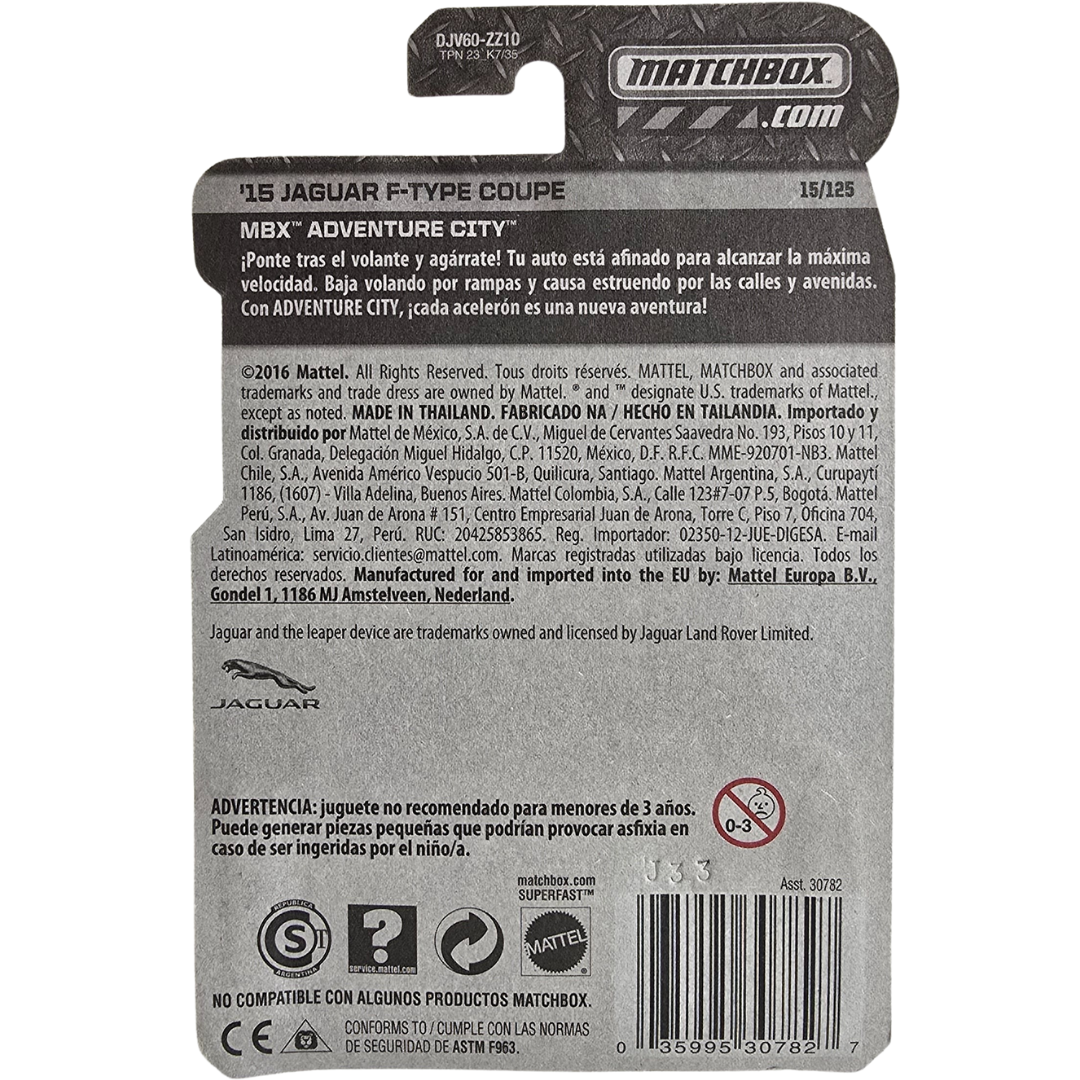 DJV60-ZZ10
TPN 23 K7/35
MATCHBOX™
.COM
'15 JAGUAR F-TYPE COUPE 15/125
MBX™ ADVENTURE CITY™
¡Ponte tras el volante y agárrate! Tu auto está afinado para alcanzar la máxima
velocidad. Baja volando por rampas y causa estruendo por las calles y avenidas.
Con ADVENTURE CITY, ¡cada acelerón es una nueva aventura!
©2016 Mattel. All Rights Reserved. Tous droits réservés. MATTEL, MATCHBOX and associated
trademarks and trade dress are owned by Mattel. ® and ™ designate U.S. trademarks of Mattel.,
except as noted. MADE IN THAILAND. FABRICADO NA / HECHO EN TAILANDIA. Importado y
distribuido por Mattel de México, S.A. de C.V., Miguel de Cervantes Saavedra No. 193, Pisos 10 y 11,
Col. Granada, Delegación Miguel Hidalgo, C.P. 11520, México, D.F. R.F.C. MME-920701-NB3. Mattel
Chile, S.A., Avenida Américo Vespucio 501-B, Quilicura, Santiago. Mattel Argentina, S.A., Curupaytí
1186, (1607) - Villa Adelina, Buenos Aires. Mattel Colombia, S.A., Calle 123#7-07 P.5, Bogotá. Mattel
Perú, S.A., Av. Juan de Arona # 151, Centro Empresarial Juan de Arona, Torre C, Piso 7, Oficina 704,
San Isidro, Lima 27, Perú. RUC: 20425853865. Reg. Importador: 02350-12-JUE-DIGESA. E-mail
Latinoamérica: servicio.clientes@mattel.com. Marcas registradas utilizadas bajo licencia. Todos los
derechos reservados. Manufactured for and imported into the EU by: Mattel Europa B.V.,
Gondel 1, 1186 MJ Amstelveen, Nederland.
Jaguar and the leaper device are trademarks owned and licensed by Jaguar Land Rover Limited.
JAGUAR
ADVERTENCIA: juguete no recomendado para menores de 3 años.
Puede generar piezas pequeñas que podrían provocar asfixia en
caso de ser ingeridas por el niño/a.
0-3
J33
Asst. 30782
matchbox.com
SUPERFAST™
REPUBLICA
S T
ARGENTINA
?
service.mattel.com
MATTEL®
NO COMPATIBLE CON ALGUNOS PRODUCTOS MATCHBOX.
CE
CONFORMS TO / CUMPLE CON LAS NORMAS
DE SEGURIDAD DE ASTM F963.
0 35995 30782 7